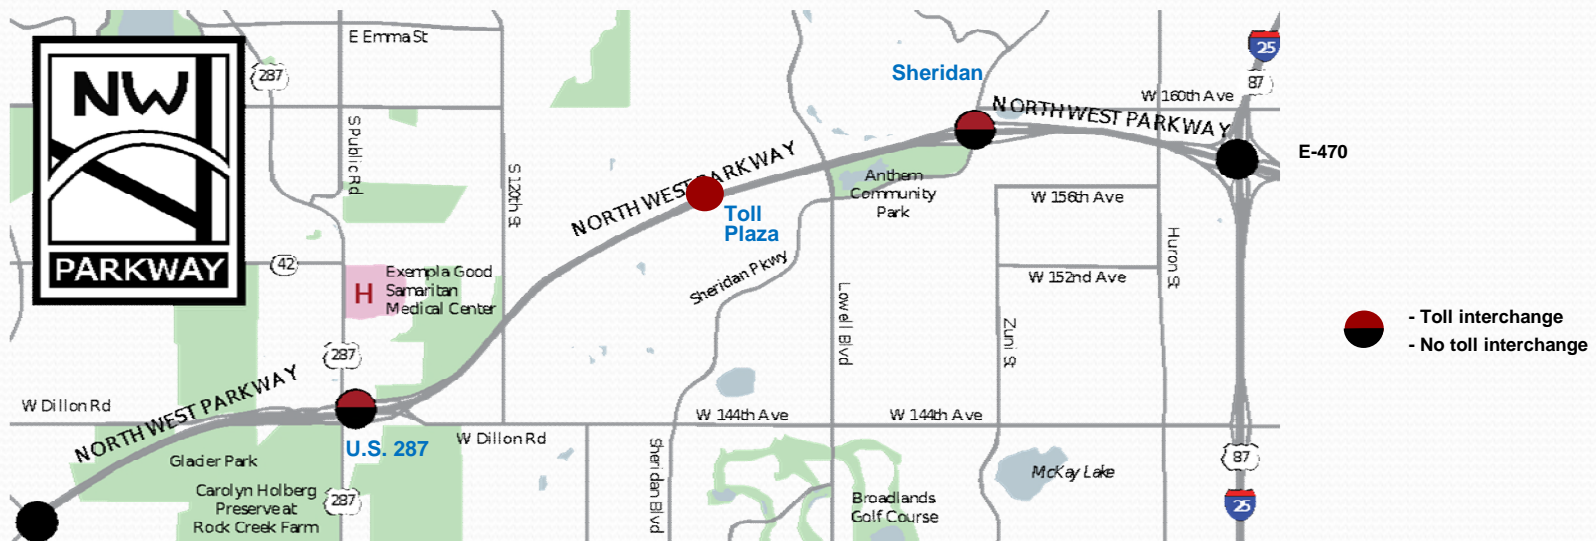 NW
PARKWAY
E Emma St
287
S Public Rd
S 120th St
42
H
Exempla Good
Samaritan
Medical Center
287
W Dillon Rd
NORTHWEST PARKWAY
U.S. 287
W Dillon Rd
Glacier Park
Carolyn Holberg
Preserve at
Rock Creek Farm
287
NORTHWEST PARKWAY
Toll
Plaza
Sheridan Pkwy
Sheridan Blvd
W 144th Ave
Lowell Blvd
W 144th Ave
Broadlands
Golf Course
Anthem
Community
Park
Sheridan
NORTHWEST PARKWAY
W 160th Ave
W 156th Ave
W 152nd Ave
Zuni St
Huron St
McKay Lake
25
87
E-470
87
25
- Toll interchange
- No toll interchange